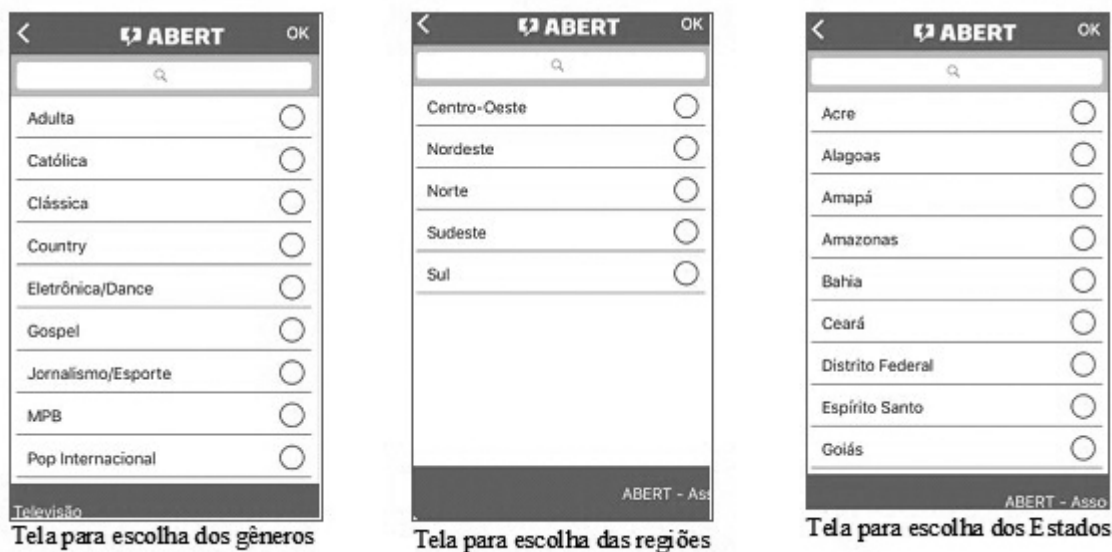 ABERT OK
Adulta
Católica
Clássica
Country
Eletrônica/Dance
Gospel
Jornalismo/Esporte
MPB
Pop Internacional
Televisão
Tela para escolha dos gêneros
ABERT OK
Centro-Oeste
Nordeste
Norte
Sudeste
Sul
ABERT - Ass
Tela para escolha das regiões
ABERT OK
Acre
Alagoas
Amapá
Amazonas
Bahia
Ceará
Distrito Federal
Espírito Santo
Goiás
ABERT - Asso
Tela para escolha dos Estados